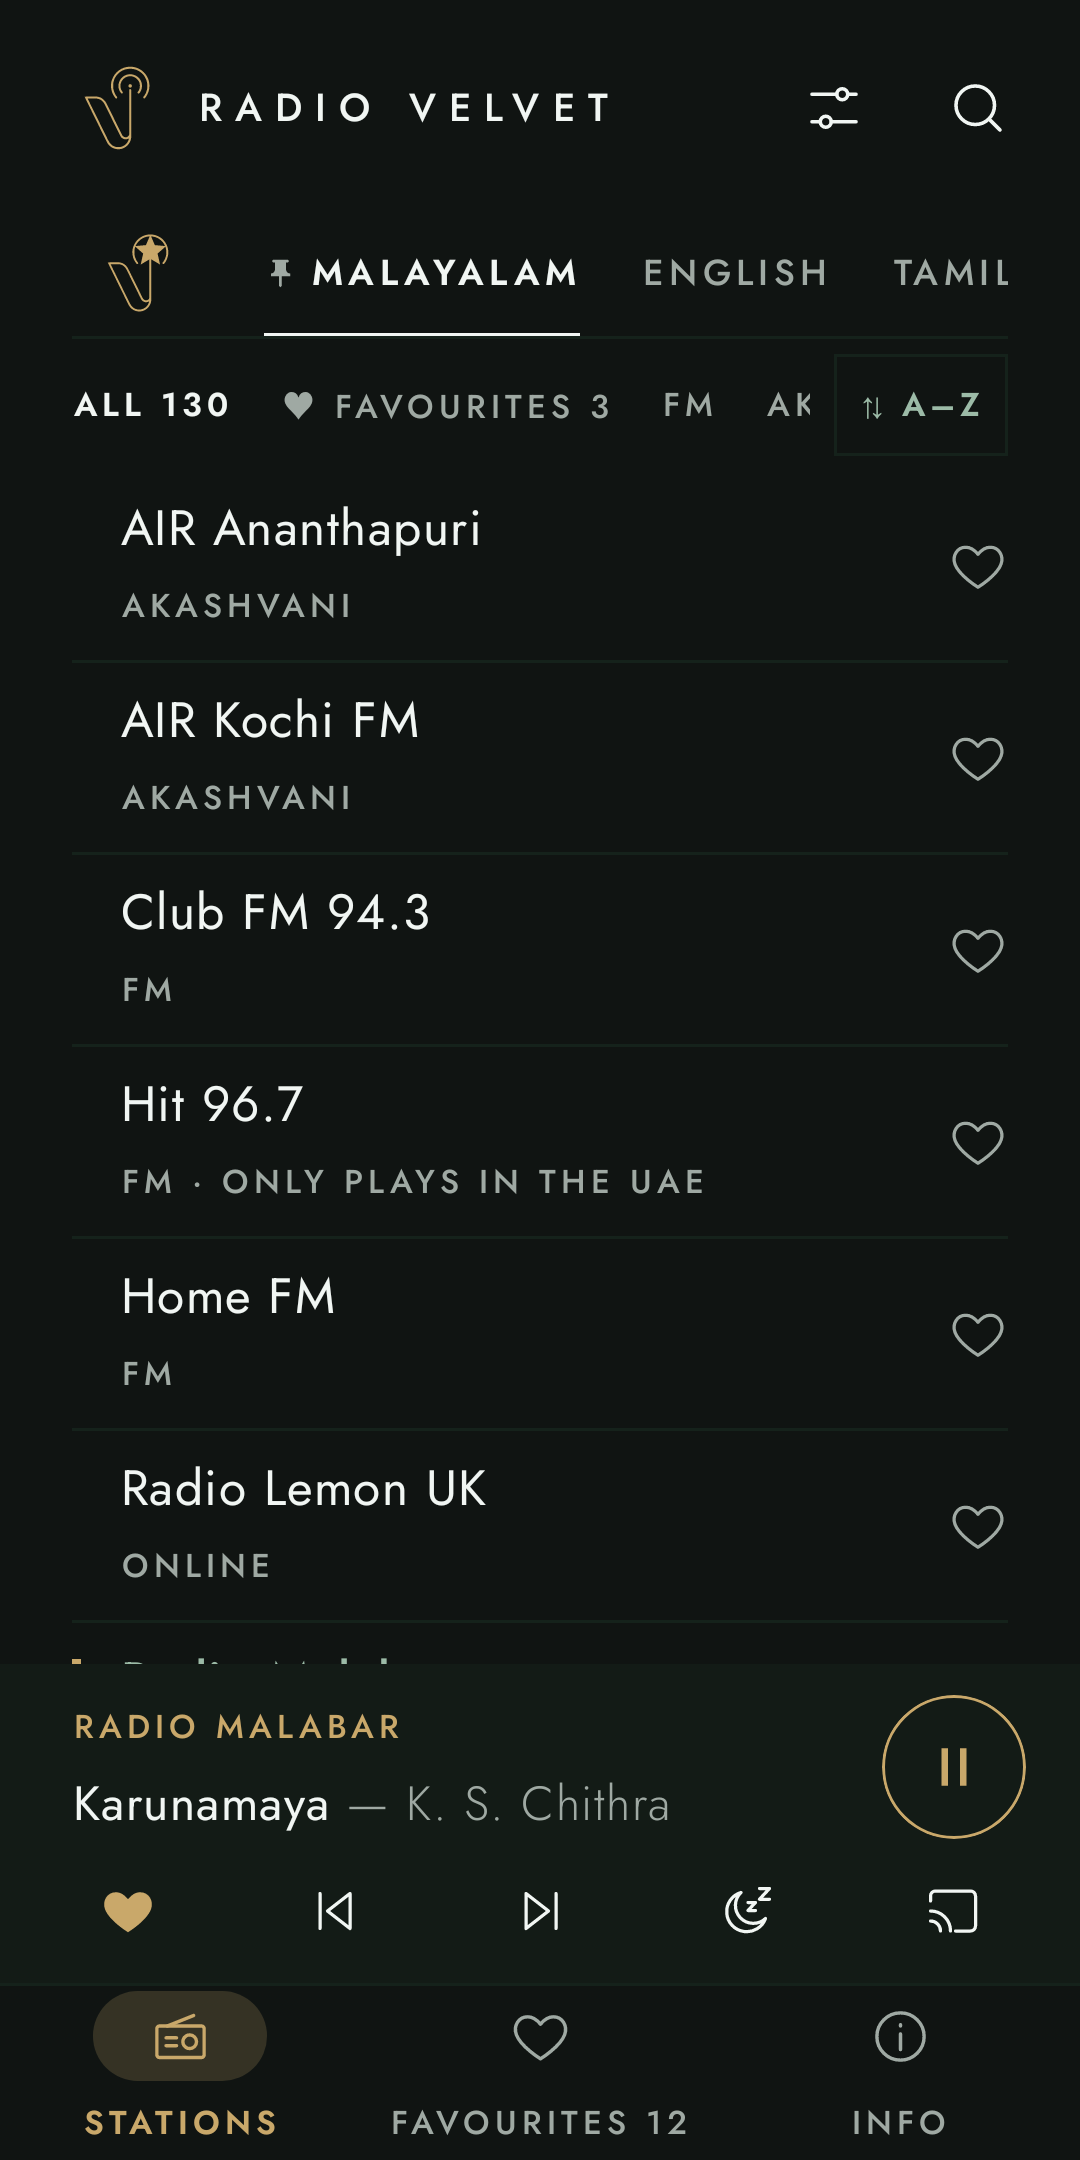 RADIO VELVET
MALAYALAM ENGLISH TAMIL
ALL 130 FAVOURITES 3 FM AK A–Z
AIR Ananthapuri
AKASHVANI
AIR Kochi FM
AKASHVANI
Club FM 94.3
FM
Hit 96.7
FM · ONLY PLAYS IN THE UAE
Home FM
FM
Radio Lemon UK
ONLINE
RADIO MALABAR
Karunamaya — K. S. Chithra
STATIONS FAVOURITES 12 INFO